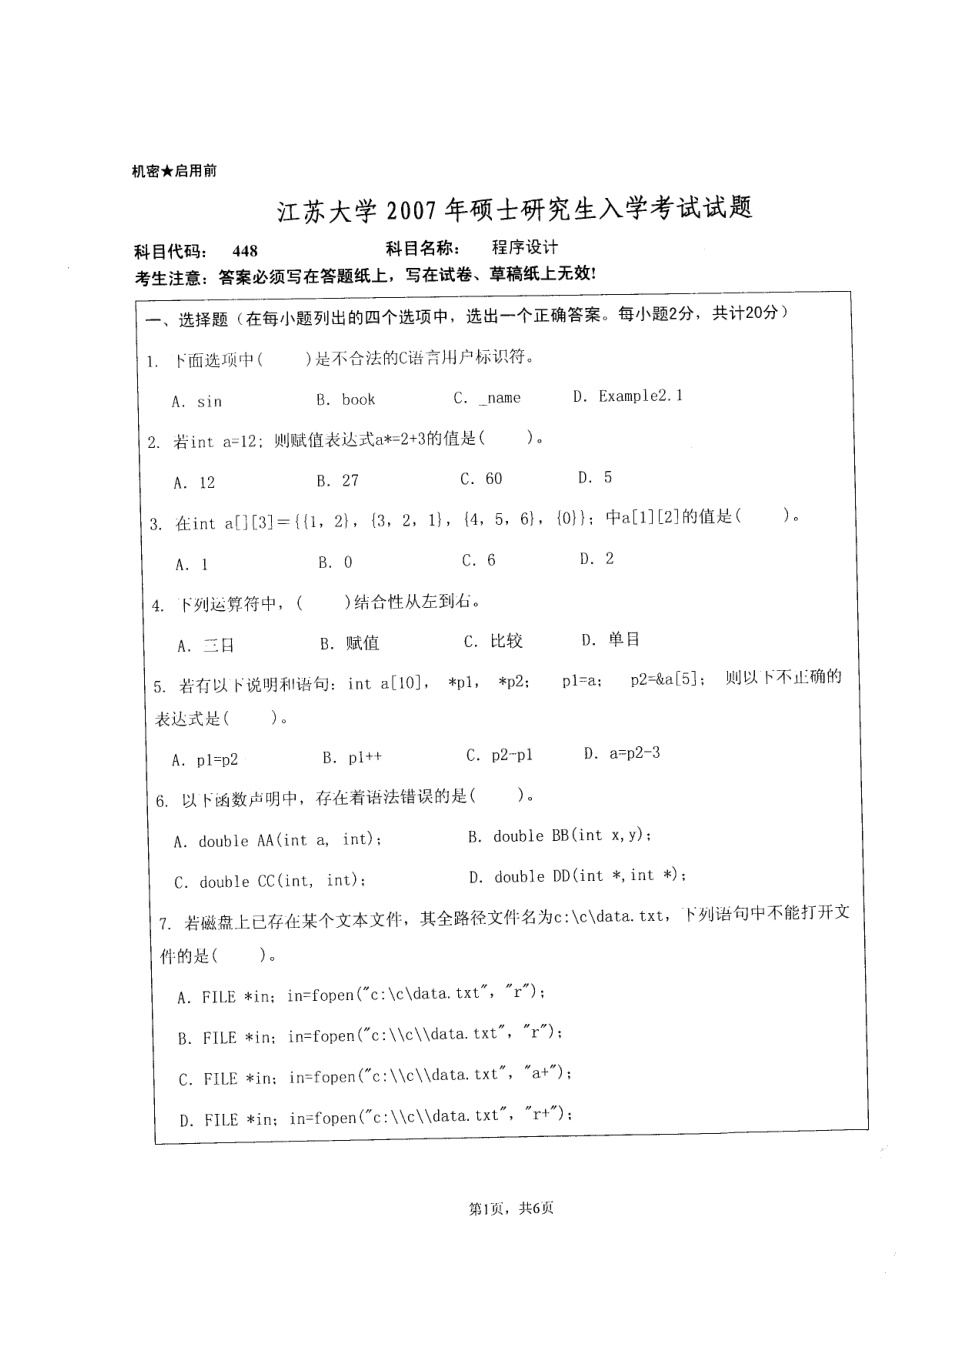 机密★启用前
江苏大学 2007 年硕士研究生入学考试试题
科目代码： 448 科目名称： 程序设计
考生注意：答案必须写在答题纸上，写在试卷、草稿纸上无效!
一、选择题（在每小题列出的四个选项中，选出一个正确答案。每小题2分，共计20分）
1. 下面选项中( )是不合法的C语言用户标识符。
A. sin B. book C. _name D. Example2.1
2. 若int a=12; 则赋值表达式a*=2+3的值是( )。
A. 12 B. 27 C. 60 D. 5
3. 在int a[][3]={{1, 2}, {3, 2, 1}, {4, 5, 6}, {0}}; 中a[1][2]的值是( )。
A. 1 B. 0 C. 6 D. 2
4. 下列运算符中，( )结合性从左到右。
A. 三目 B. 赋值 C. 比较 D. 单目
5. 若有以下说明和语句：int a[10], *p1, *p2; p1=a; p2=&a[5]; 则以下不正确的
表达式是( )。
A. p1=p2 B. p1++ C. p2-p1 D. a=p2-3
6. 以下函数声明中，存在着语法错误的是( )。
A. double AA(int a, int); B. double BB(int x,y);
C. double CC(int, int); D. double DD(int *,int *);
7. 若磁盘上已存在某个文本文件，其全路径文件名为c:\c\data.txt, 下列语句中不能打开文
件的是( )。
A. FILE *in; in=fopen("c:\c\data.txt", "r");
B. FILE *in; in=fopen("c:\\c\\data.txt", "r");
C. FILE *in; in=fopen("c:\\c\\data.txt", "a+");
D. FILE *in; in=fopen("c:\\c\\data.txt", "r+");
第1页，共6页